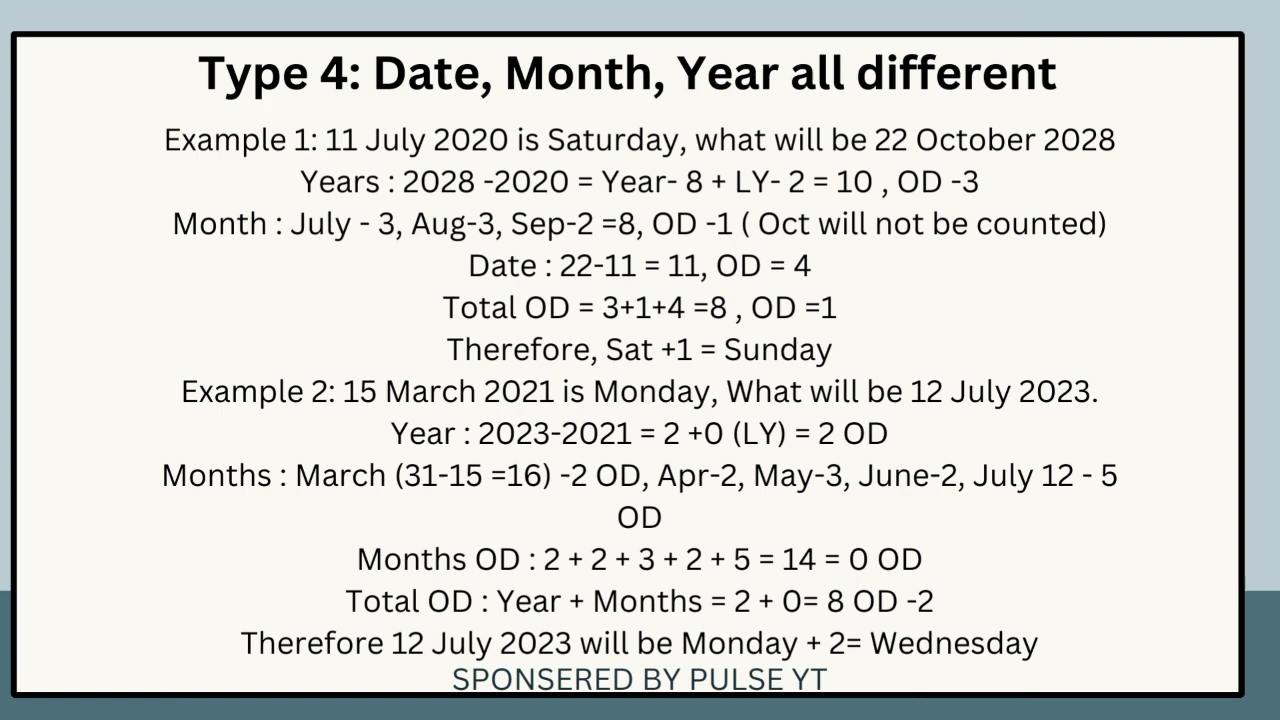 Type 4: Date, Month, Year all different
Example 1: 11 July 2020 is Saturday, what will be 22 October 2028
Years : 2028 -2020 = Year- 8 + LY- 2 = 10 , OD -3
Month : July - 3, Aug-3, Sep-2 =8, OD -1 ( Oct will not be counted)
Date : 22-11 = 11, OD = 4
Total OD = 3+1+4 =8 , OD =1
Therefore, Sat +1 = Sunday
Example 2: 15 March 2021 is Monday, What will be 12 July 2023.
Year : 2023-2021 = 2 +0 (LY) = 2 OD
Months : March (31-15 =16) -2 OD, Apr-2, May-3, June-2, July 12 - 5
OD
Months OD : 2 + 2 + 3 + 2 + 5 = 14 = 0 OD
Total OD : Year + Months = 2 + 0= 8 OD -2
Therefore 12 July 2023 will be Monday + 2= Wednesday
SPONSERED BY PULSE YT